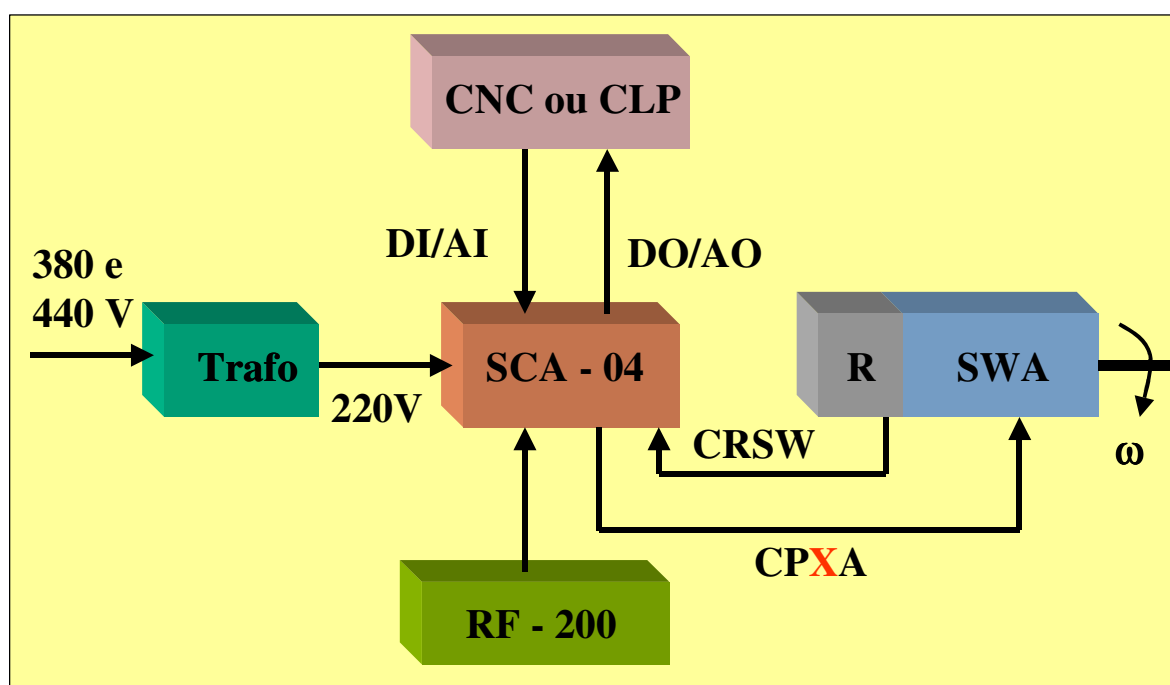 CNC ou CLP
DI/AI
DO/AO
380 e
440 V
Trafo
220V
SCA - 04
R
SWA
CRSW
ω
CPXA
RF - 200